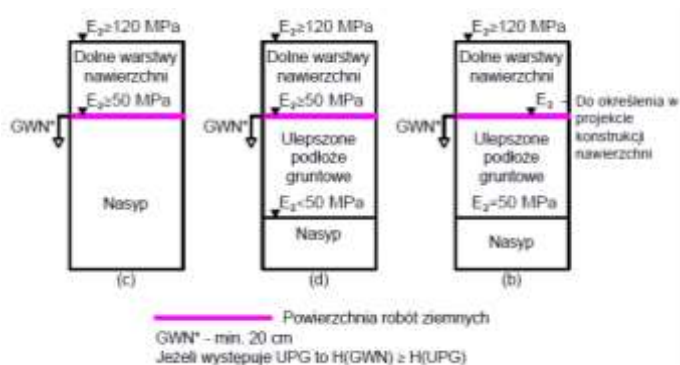 E₂≥120 MPa
Dolne warstwy
nawierzchni
E₂≥50 MPa
GWN*
Nasyp
(c)
E₂≥120 MPa
Dolne warstwy
nawierzchni
E₂≥50 MPa
GWN*
Ulepszone
podłoże
gruntowe
E₂<50 MPa
Nasyp
(d)
E₂≥120 MPa
Dolne warstwy
nawierzchni
E₂ - Do określenia w
projekcie
konstrukcji
nawierzchni
GWN*
Ulepszone
podłoże
gruntowe
E₂=50 MPa
Nasyp
(b)
Powierzchnia robót ziemnych
GWN* - min. 20 cm
Jeżeli występuje UPG to H(GWN) ≥ H(UPG)